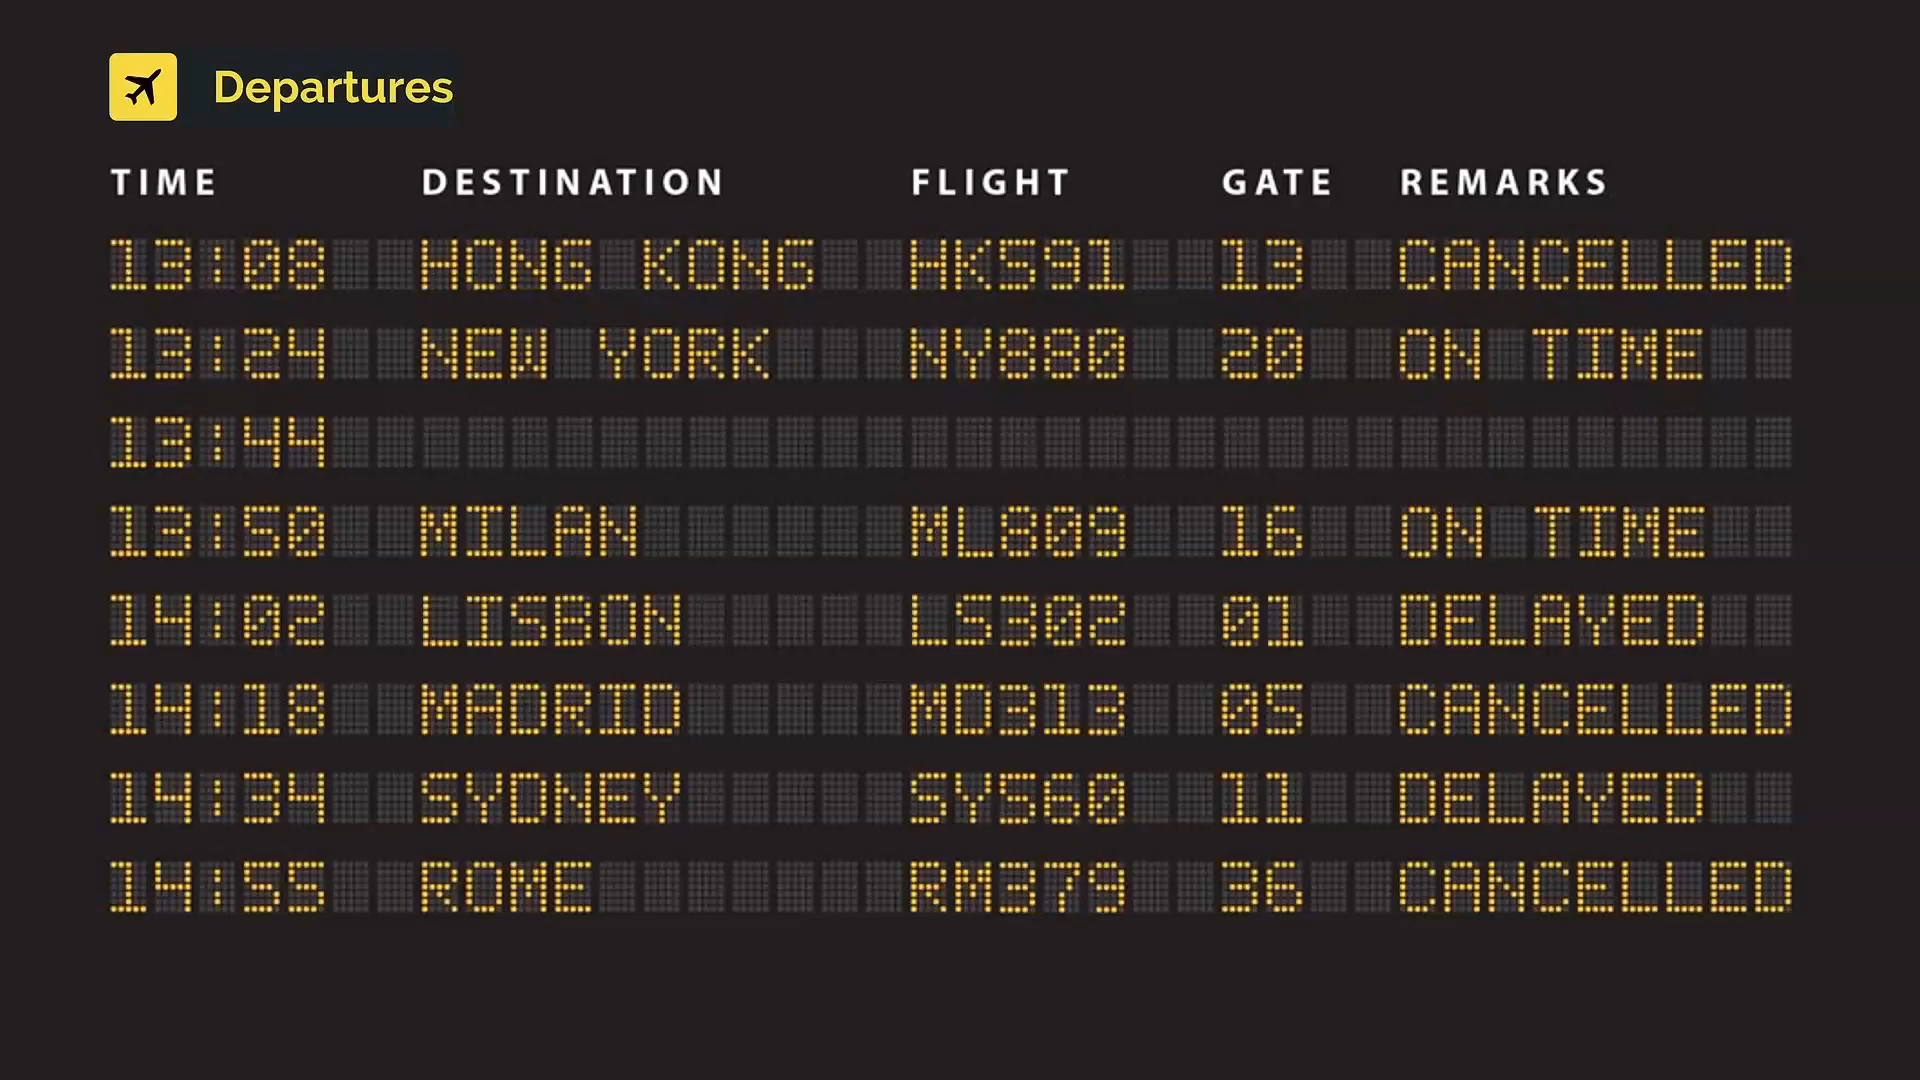 Departures
TIME DESTINATION FLIGHT GATE REMARKS
13:08 HONG KONG HK591 13 CANCELLED
13:24 NEW YORK NY880 20 ON TIME
13:44
13:50 MILAN ML809 16 ON TIME
14:02 LISBON LS302 01 DELAYED
14:18 MADRID MD313 05 CANCELLED
14:34 SYDNEY SY560 11 DELAYED
14:55 ROME RM379 36 CANCELLED